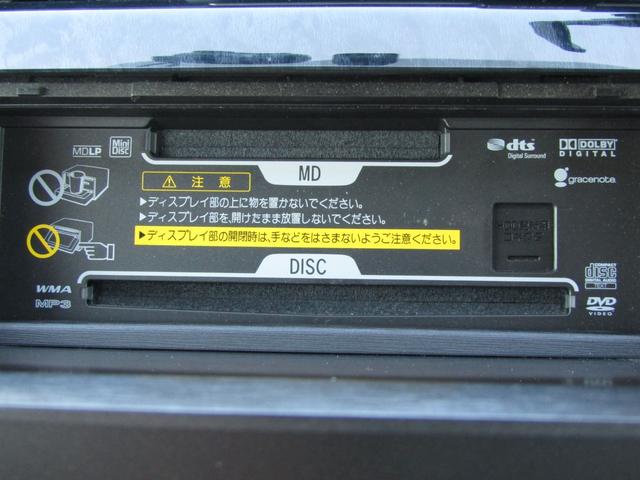 MDLP
Mini Disc
MD
dts
Digital Surround
DOLBY
DIGITAL
gracenote
注意
▶ディスプレイ部の上に物を置かないでください。
▶ディスプレイ部を、開けたまま放置しないでください。
▶ディスプレイ部の開閉時は、手などをはさまないようご注意ください。
DISC
WMA
MP3
COMPACT
disc
DIGITAL AUDIO
TEXT
DVD
VIDEO